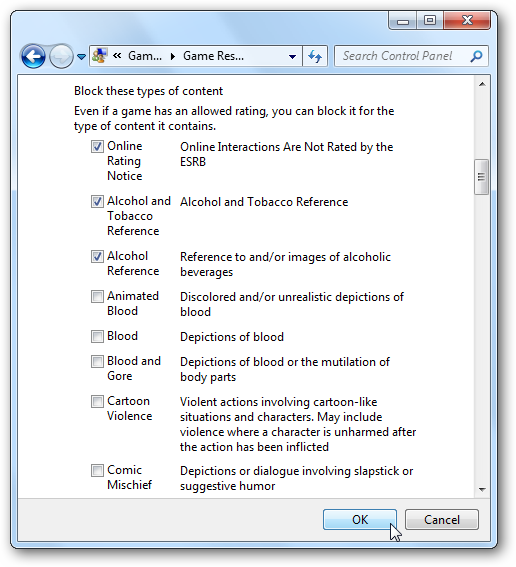 « Gam... ▸ Game Res...
Search Control Panel
Block these types of content
Even if a game has an allowed rating, you can block it for the
type of content it contains.
Online Rating Notice
Online Interactions Are Not Rated by the
ESRB
Alcohol and Tobacco Reference
Alcohol and Tobacco Reference
Alcohol Reference
Reference to and/or images of alcoholic
beverages
Animated Blood
Discolored and/or unrealistic depictions of
blood
Blood
Depictions of blood
Blood and Gore
Depictions of blood or the mutilation of
body parts
Cartoon Violence
Violent actions involving cartoon-like
situations and characters. May include
violence where a character is unharmed after
the action has been inflicted
Comic Mischief
Depictions or dialogue involving slapstick or
suggestive humor
OK
Cancel